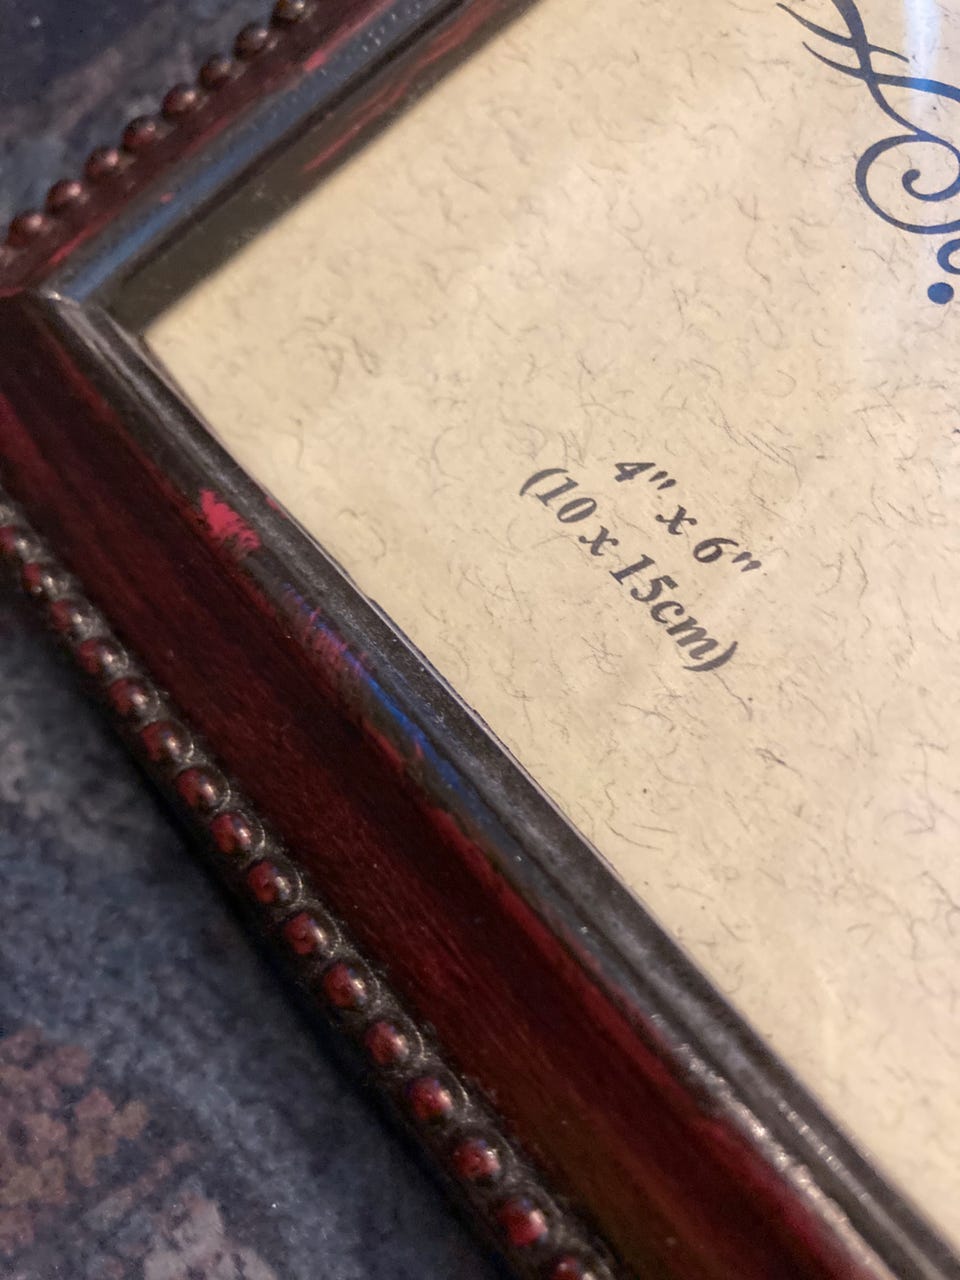 4" x 6"
(10 x 15cm)